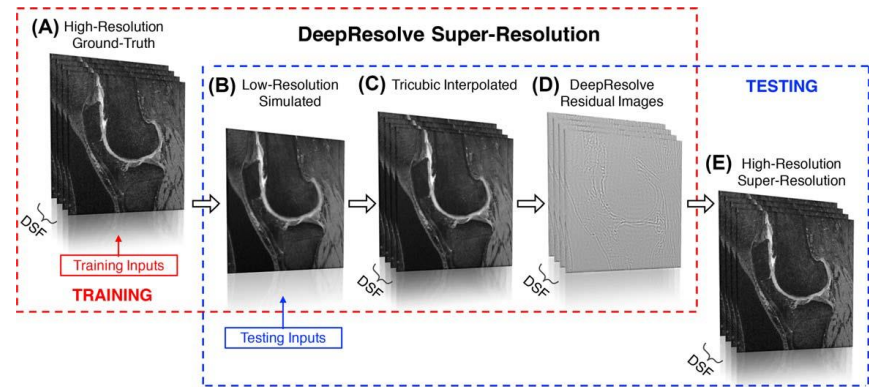 DeepResolve Super-Resolution
(A) High-Resolution
Ground-Truth
DSF
Training Inputs
TRAINING
(B) Low-Resolution
Simulated
Testing Inputs
(C) Tricubic Interpolated
DSF
(D) DeepResolve
Residual Images
DSF
TESTING
(E) High-Resolution
Super-Resolution
DSF